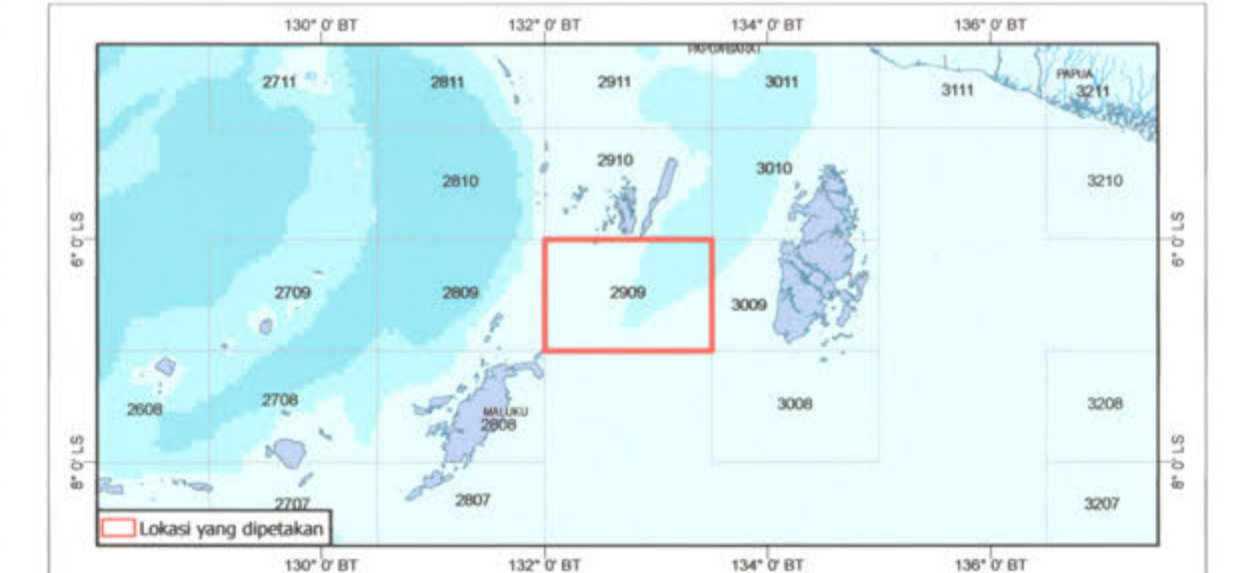 130° 0' BT
132° 0' BT
134° 0' BT
136° 0' BT
PAPUA BARAT
2711
2811
2911
3011
3111
PAPUA
3211
2810
2910
3010
3210
6° 0' LS
6° 0' LS
2709
2809
2909
3009
2608
2708
MALUKU
2808
3008
3208
8° 0' LS
8° 0' LS
2707
2807
3207
Lokasi yang dipetakan
130° 0' BT
132° 0' BT
134° 0' BT
136° 0' BT